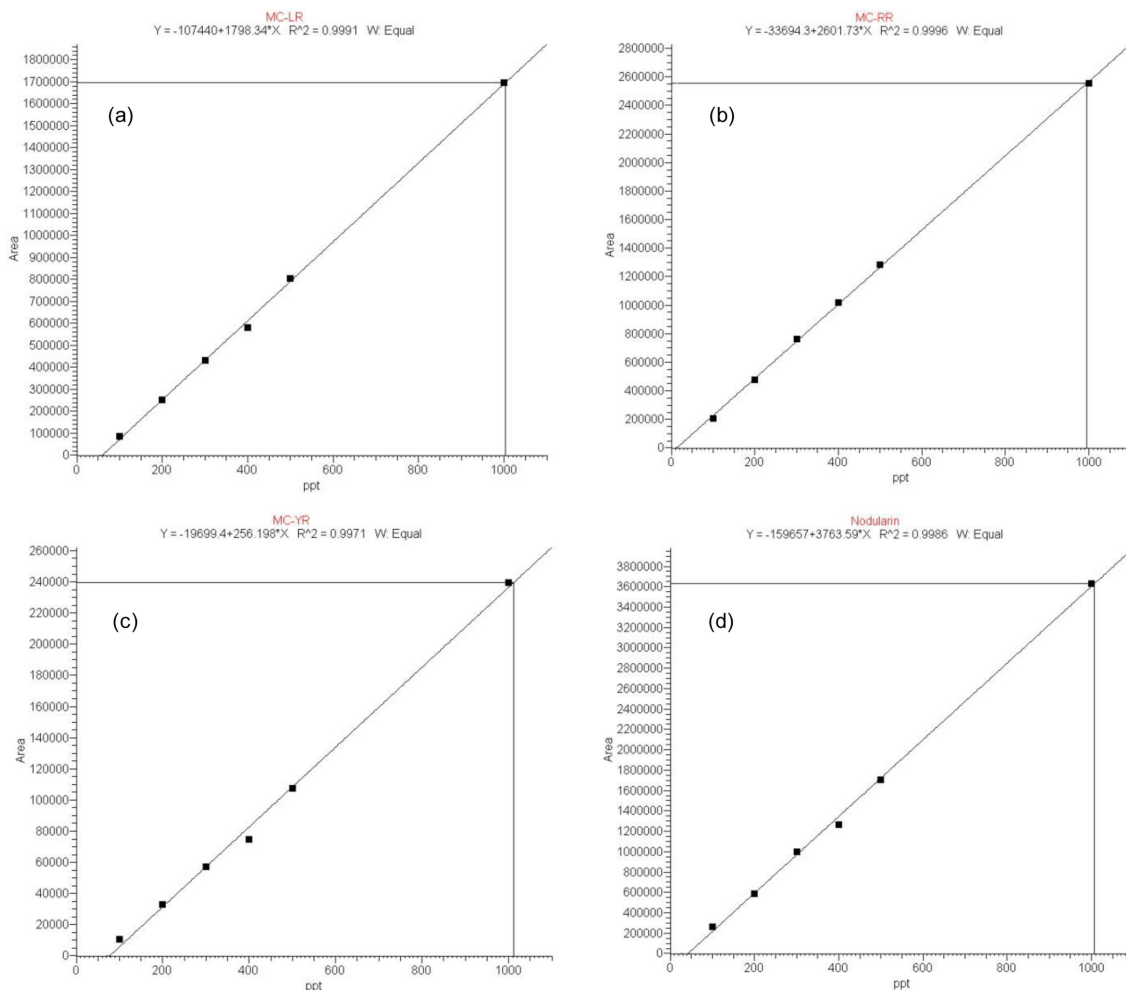 MC-LR
Y = -107440+1798.34*X R^2 = 0.9991 W: Equal
(a)
1800000
1700000
1600000
1500000
1400000
1300000
1200000
1100000
1000000
900000
800000
700000
600000
500000
400000
300000
200000
100000
0
Area
0 200 400 600 800 1000
ppt
MC-RR
Y = -33694.3+2601.73*X R^2 = 0.9996 W: Equal
(b)
2800000
2600000
2400000
2200000
2000000
1800000
1600000
1400000
1200000
1000000
800000
600000
400000
200000
0
Area
0 200 400 600 800 1000
ppt
MC-YR
Y = -19699.4+256.198*X R^2 = 0.9971 W: Equal
(c)
260000
240000
220000
200000
180000
160000
140000
120000
100000
80000
60000
40000
20000
0
Area
0 200 400 600 800 1000
ppt
Nodularin
Y = -159657+3763.59*X R^2 = 0.9986 W: Equal
(d)
3800000
3600000
3400000
3200000
3000000
2800000
2600000
2400000
2200000
2000000
1800000
1600000
1400000
1200000
1000000
800000
600000
400000
200000
0
Area
0 200 400 600 800 1000
ppt